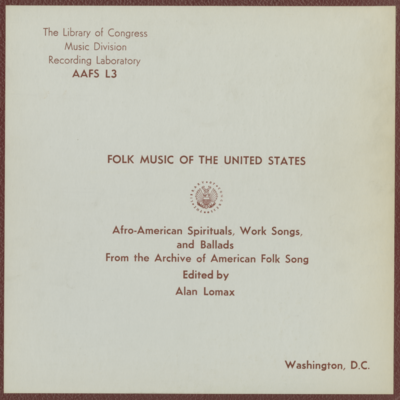 The Library of Congress
Music Division
Recording Laboratory
AAFS L3
FOLK MUSIC OF THE UNITED STATES
Afro-American Spirituals, Work Songs,
and Ballads
From the Archive of American Folk Song
Edited by
Alan Lomax
Washington, D.C.